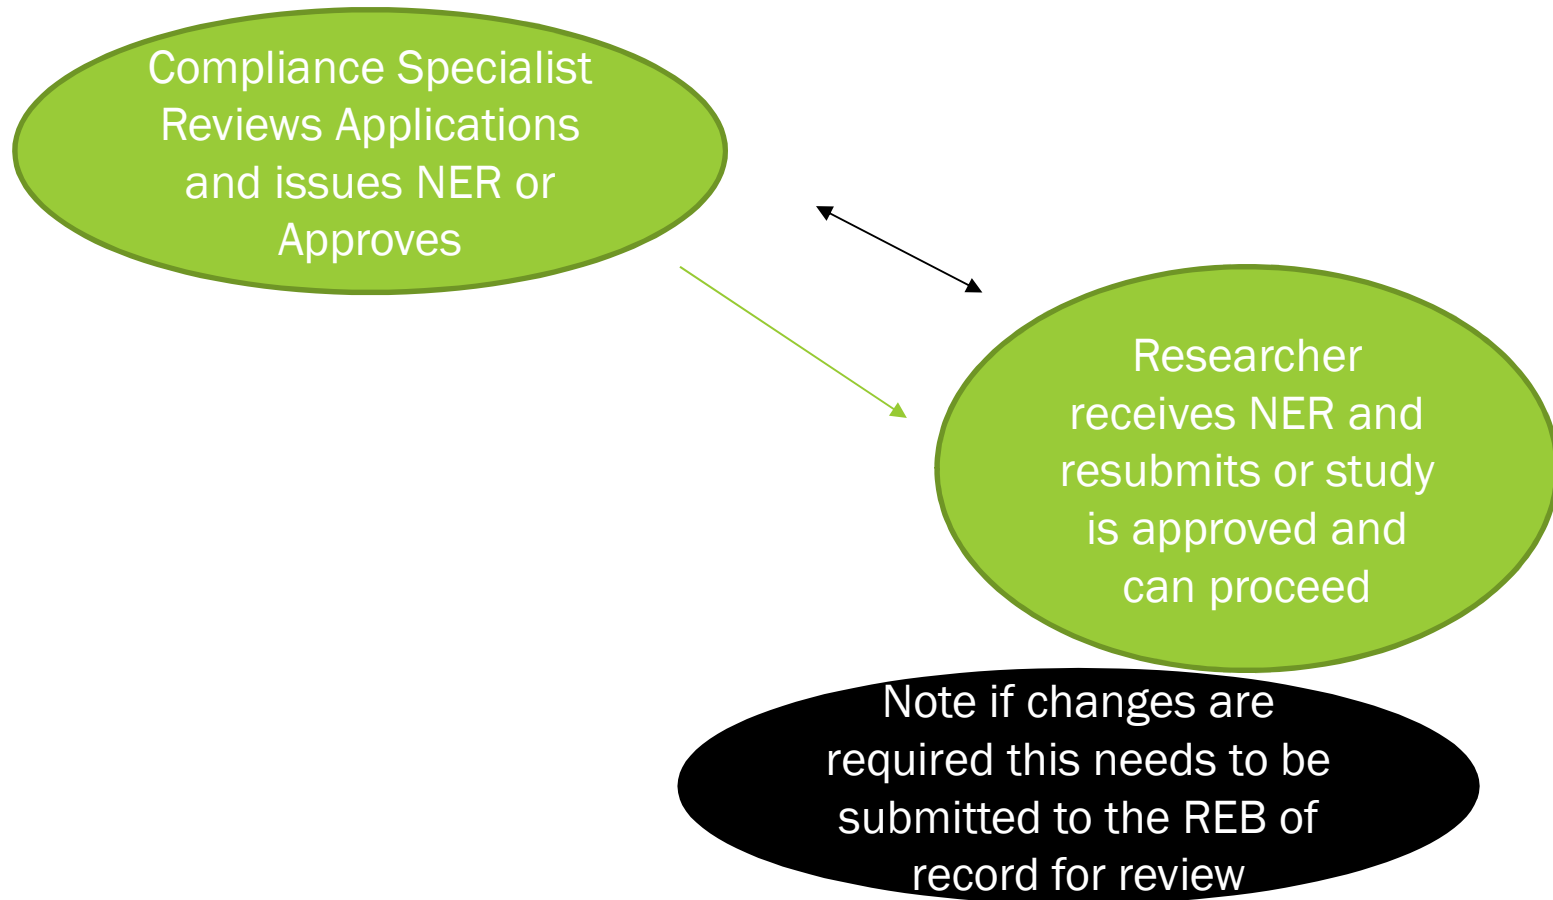 Compliance Specialist
Reviews Applications
and issues NER or
Approves
Researcher
receives NER and
resubmits or study
is approved and
can proceed
Note if changes are
required this needs to be
submitted to the REB of
record for review